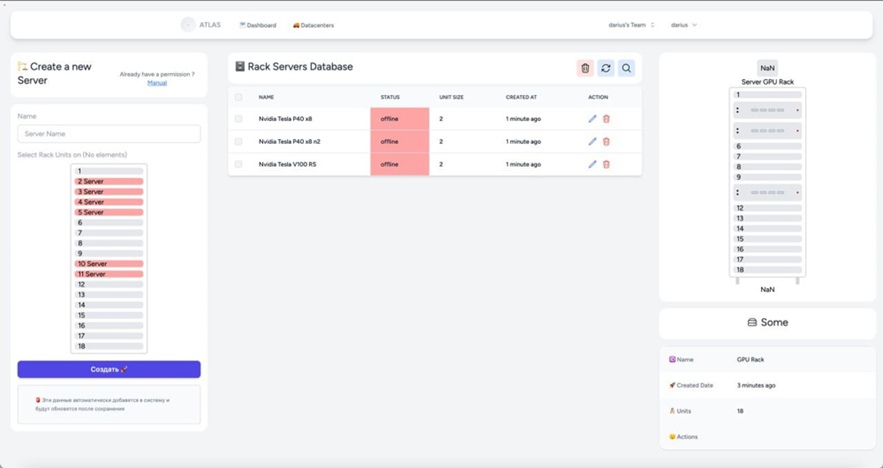 ATLAS
Dashboard
Datacenters
darius's Team
darius
Create a new
Server
Already have a permission ?
Manual
Name
Server Name
Select Rack Units on (No elements)
1
2 Server
3 Server
4 Server
5 Server
6
7
8
9
10 Server
11 Server
12
13
14
15
16
17
18
Создать
Эти данные автоматически добавятся в систему и
будут обновятся после сохранения
Rack Servers Database
NAME STATUS UNIT SIZE CREATED AT ACTION
Nvidia Tesla P40 x8 offline 2 1 minute ago
Nvidia Tesla P40 x8 n2 offline 2 1 minute ago
Nvidia Tesla V100 RS offline 2 1 minute ago
NaN
Server GPU Rack
1
6
7
8
9
12
13
14
15
16
17
18
NaN
Some
Name GPU Rack
Created Date 3 minutes ago
Units 18
Actions